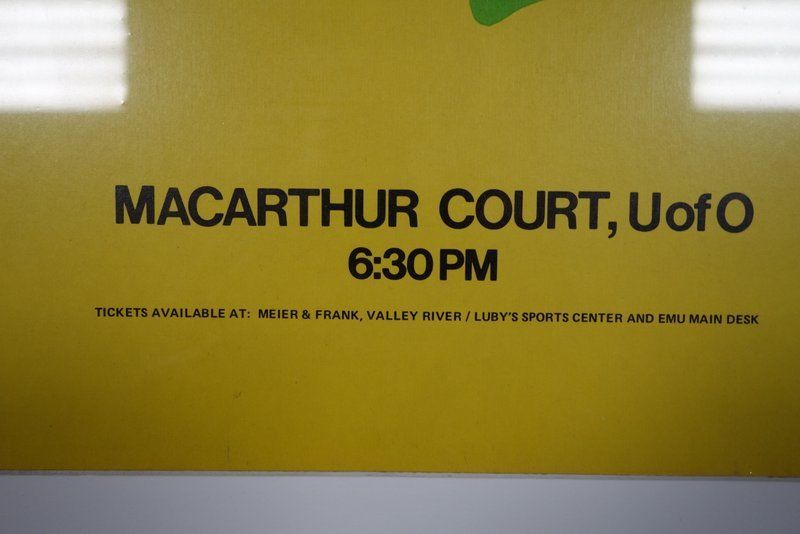 MACARTHUR COURT, U of O
6:30 PM
TICKETS AVAILABLE AT: MEIER & FRANK, VALLEY RIVER / LUBY'S SPORTS CENTER AND EMU MAIN DESK